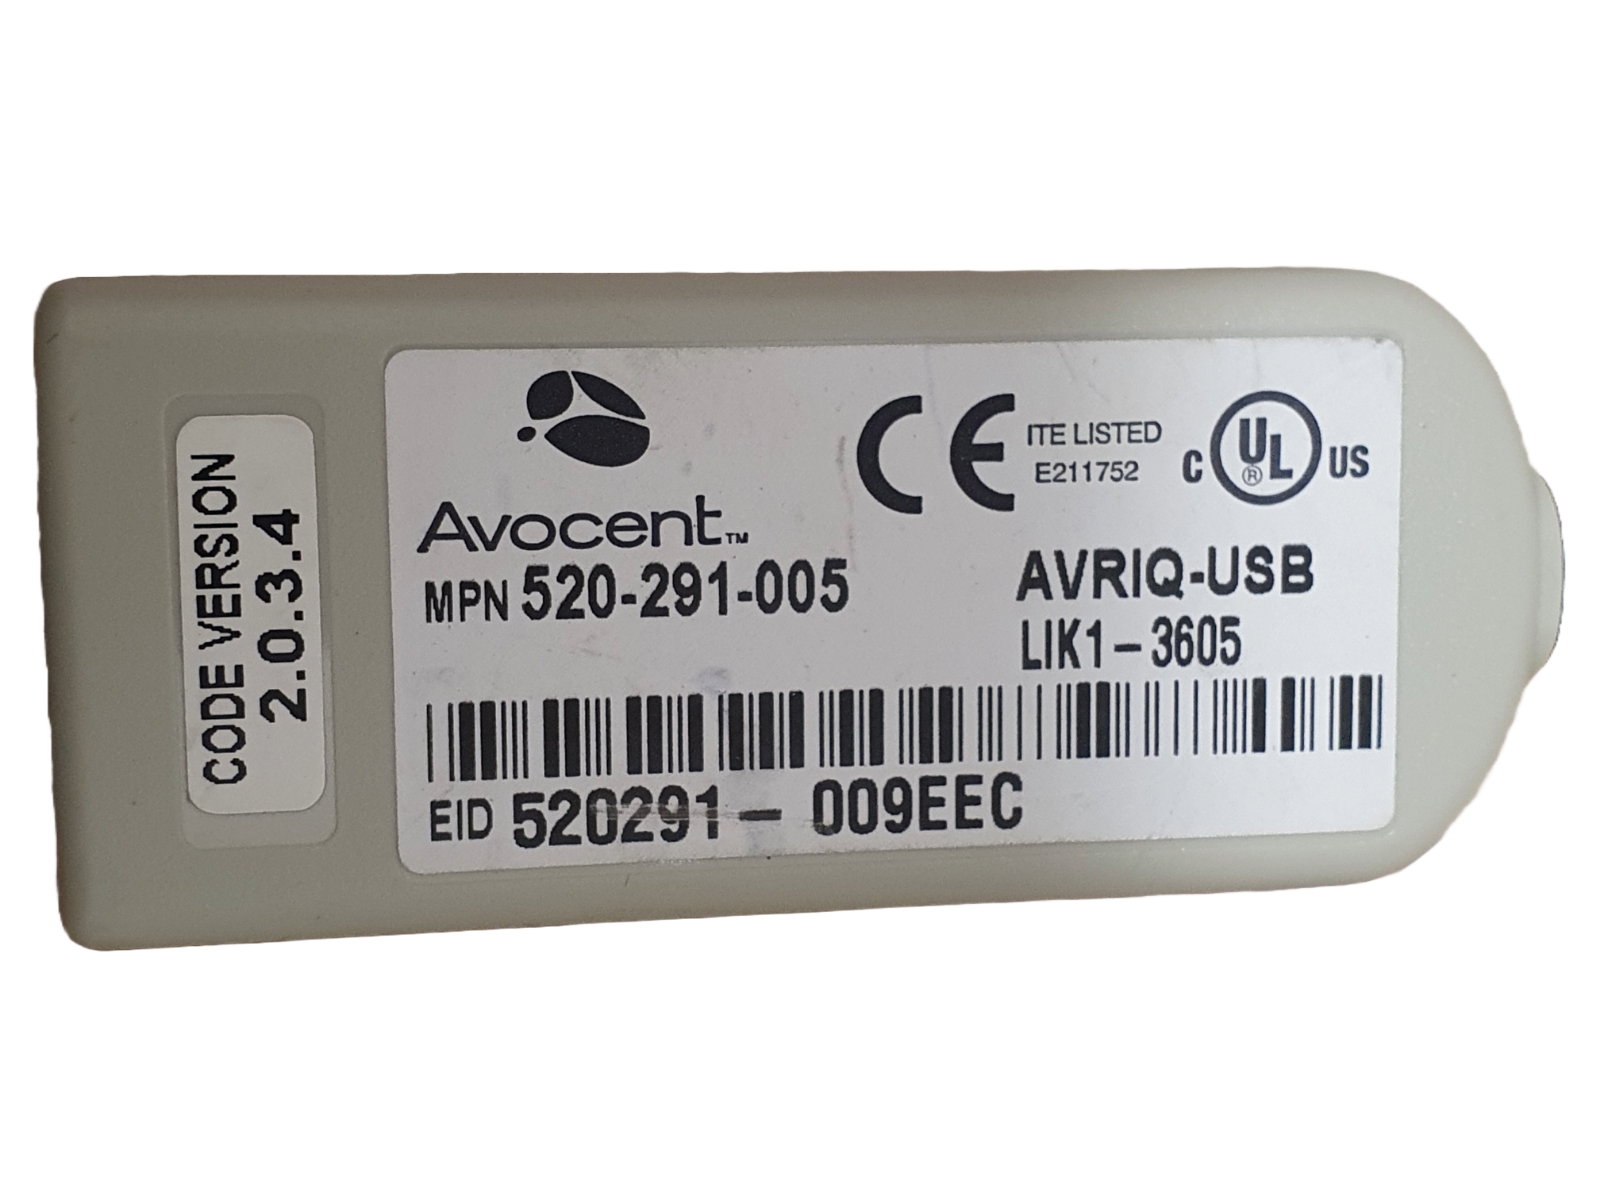 CODE VERSION
2.0.3.4
Avocent™
MPN 520-291-005
CE
ITE LISTED
E211752
C UL® US
AVRIQ-USB
LIK1-3605
EID 520291-009EEC